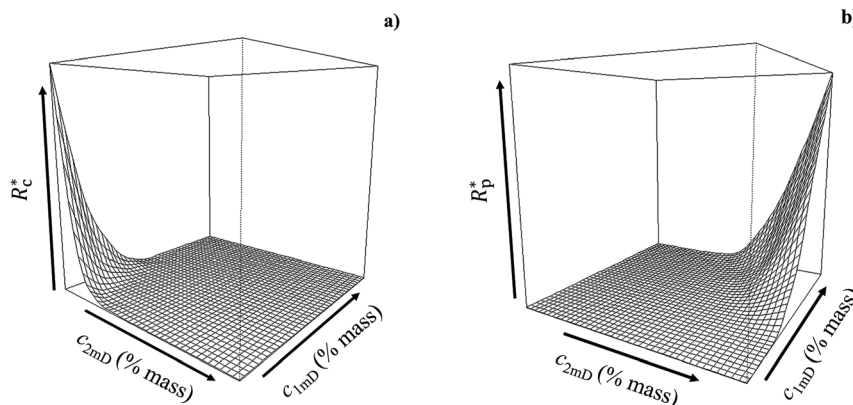 a)
b)
R*c
R*p
c2mD (% mass)
c1mD (% mass)
c2mD (% mass)
c1mD (% mass)